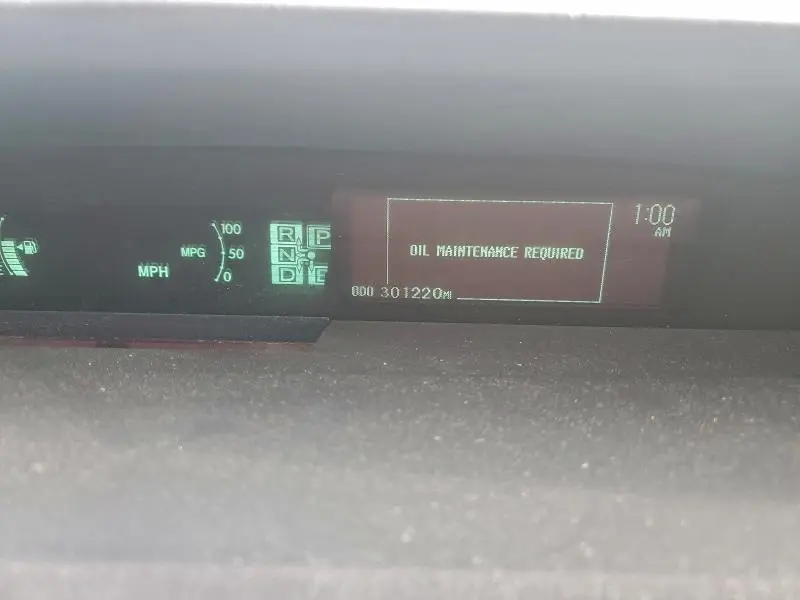 100
MPG 50
0
MPH
R P
N
D
OIL MAINTENANCE REQUIRED
1:00
AM
ODO 301220MI